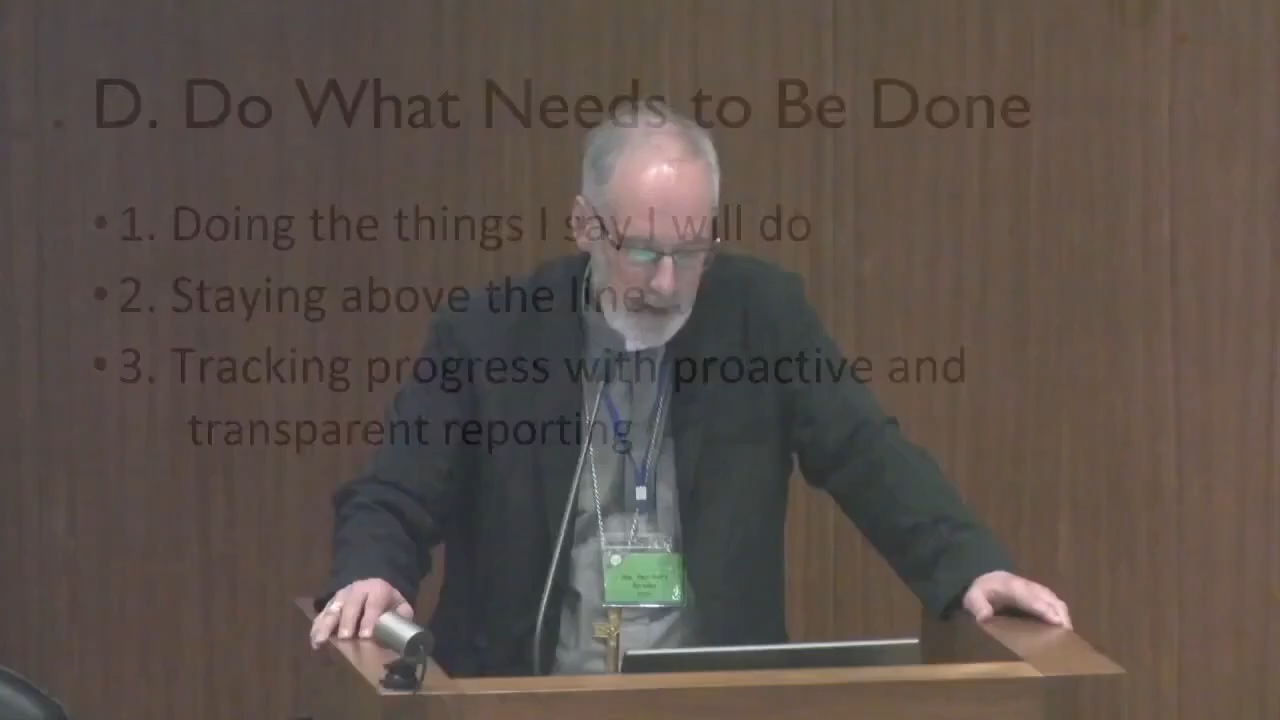 D. Do What Needs to Be Done
• 1. Doing the things I say I will do
• 2. Staying above the line
• 3. Tracking progress with proactive and
transparent reporting